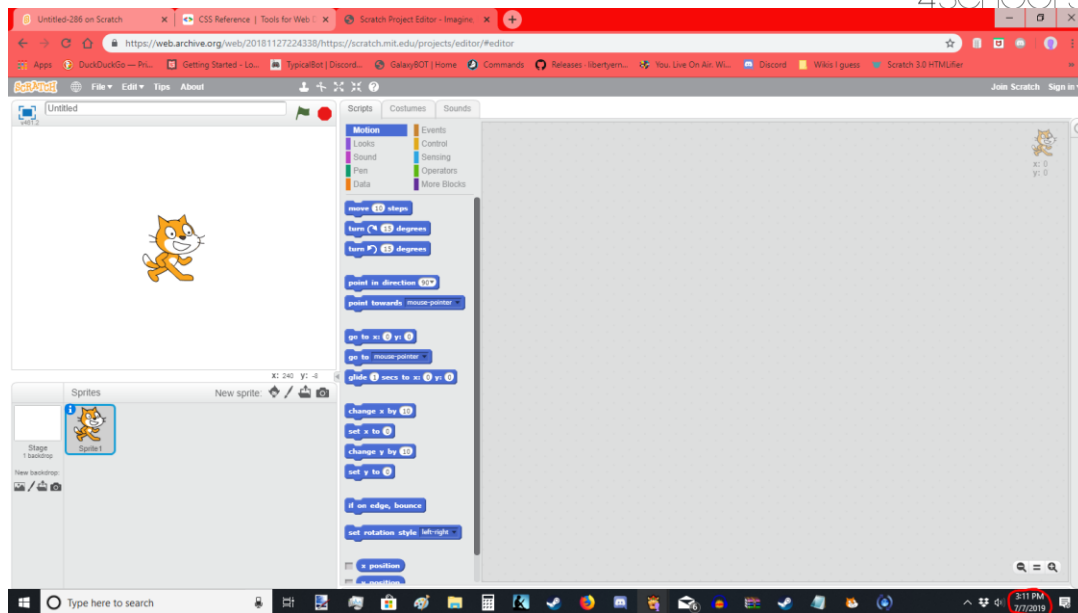 4SCHOOLS
Untitled-286 on Scratch
CSS Reference | Tools for Web D
Scratch Project Editor - Imagine,
https://web.archive.org/web/20181127224338/https://scratch.mit.edu/projects/editor/#editor
Apps
DuckDuckGo — Pri...
Getting Started - Lo...
TypicalBot | Discord...
GalaxyBOT | Home
Commands
Releases · libertyern...
You. Live On Air. Wi...
Discord
Wikis I guess
Scratch 3.0 HTMLifier
SCRATCH
File
Edit
Tips
About
Join Scratch
Sign in
Untitled
v461.2
Scripts
Costumes
Sounds
Motion
Events
Looks
Control
Sound
Sensing
Pen
Operators
Data
More Blocks
x: 0
y: 0
move 10 steps
turn 15 degrees
turn 15 degrees
point in direction 90
point towards mouse-pointer
go to x: 0 y: 0
go to mouse-pointer
glide 1 secs to x: 0 y: 0
change x by 10
set x to 0
change y by 10
set y to 0
if on edge, bounce
set rotation style left-right
x position
y position
X: 240 y: -8
Sprites
New sprite:
Stage
1 backdrop
Sprite1
New backdrop:
Type here to search
3:11 PM
7/7/2019